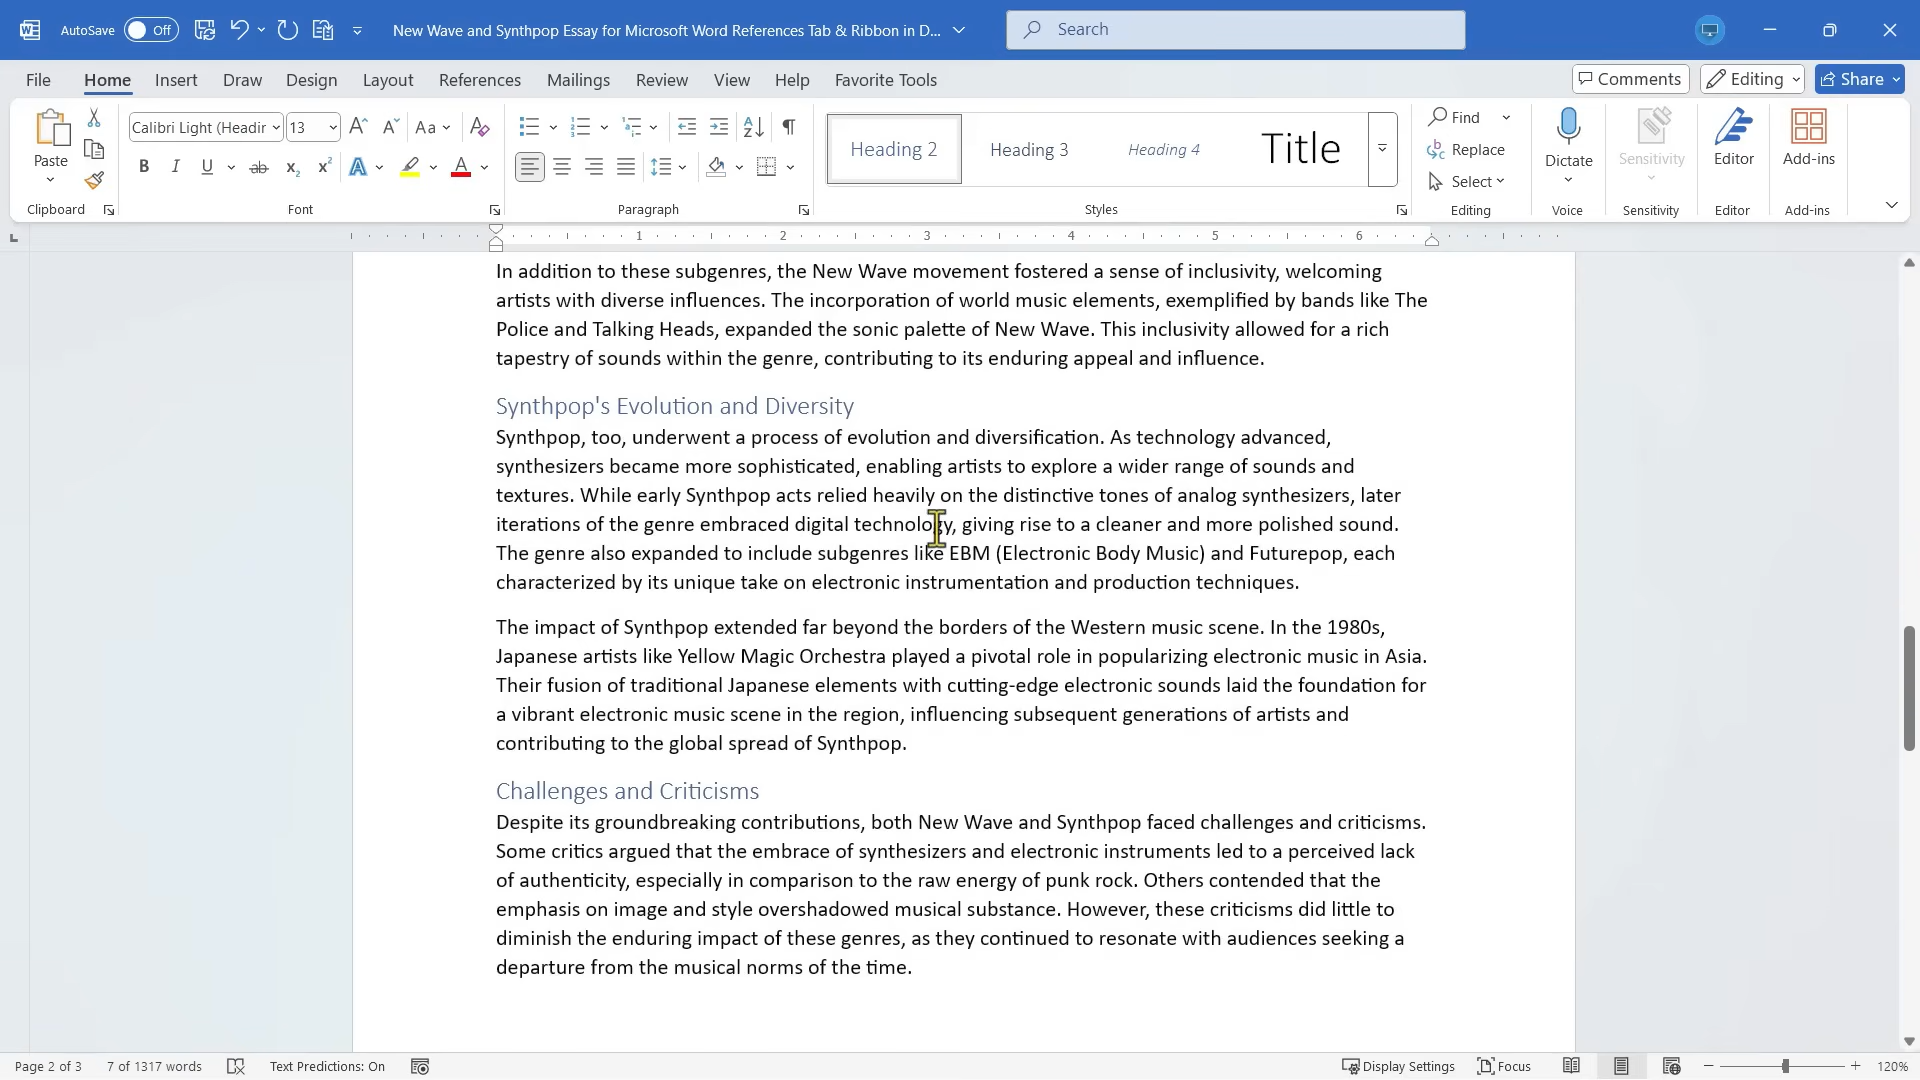 AutoSave Off New Wave and Synthpop Essay for Microsoft Word References Tab & Ribbon in D... Search
File Home Insert Draw Design Layout References Mailings Review View Help Favorite Tools Comments Editing Share
Calibri Light (Headir 13 Aa
Paste
B I U ab x₂ x² A A
Heading 2 Heading 3 Heading 4 Title
Find
Replace
Select
Dictate Sensitivity Editor Add-ins
Clipboard Font Paragraph Styles Editing Voice Sensitivity Editor Add-ins
1 2 3 4 5 6
In addition to these subgenres, the New Wave movement fostered a sense of inclusivity, welcoming
artists with diverse influences. The incorporation of world music elements, exemplified by bands like The
Police and Talking Heads, expanded the sonic palette of New Wave. This inclusivity allowed for a rich
tapestry of sounds within the genre, contributing to its enduring appeal and influence.
Synthpop's Evolution and Diversity
Synthpop, too, underwent a process of evolution and diversification. As technology advanced,
synthesizers became more sophisticated, enabling artists to explore a wider range of sounds and
textures. While early Synthpop acts relied heavily on the distinctive tones of analog synthesizers, later
iterations of the genre embraced digital technology, giving rise to a cleaner and more polished sound.
The genre also expanded to include subgenres like EBM (Electronic Body Music) and Futurepop, each
characterized by its unique take on electronic instrumentation and production techniques.
The impact of Synthpop extended far beyond the borders of the Western music scene. In the 1980s,
Japanese artists like Yellow Magic Orchestra played a pivotal role in popularizing electronic music in Asia.
Their fusion of traditional Japanese elements with cutting-edge electronic sounds laid the foundation for
a vibrant electronic music scene in the region, influencing subsequent generations of artists and
contributing to the global spread of Synthpop.
Challenges and Criticisms
Despite its groundbreaking contributions, both New Wave and Synthpop faced challenges and criticisms.
Some critics argued that the embrace of synthesizers and electronic instruments led to a perceived lack
of authenticity, especially in comparison to the raw energy of punk rock. Others contended that the
emphasis on image and style overshadowed musical substance. However, these criticisms did little to
diminish the enduring impact of these genres, as they continued to resonate with audiences seeking a
departure from the musical norms of the time.
Page 2 of 3 7 of 1317 words Text Predictions: On Display Settings Focus 120%